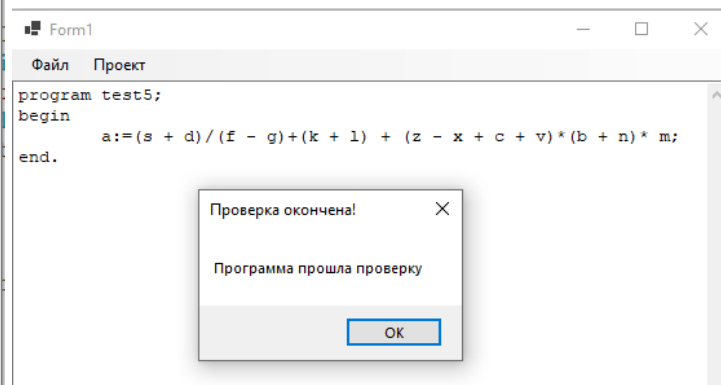 Form1
Файл Проект
program test5;
begin
a:=(s + d)/(f - g)+(k + l) + (z - x + c + v)*(b + n)* m;
end.
Проверка окончена!
Программа прошла проверку
OK